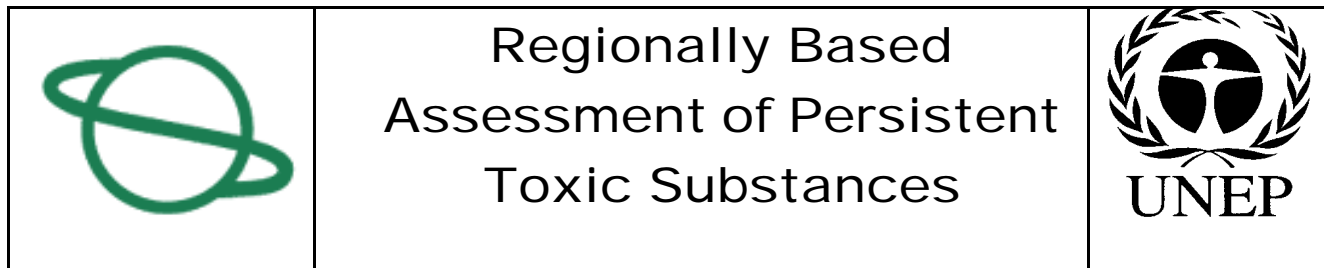 Regionally Based
Assessment of Persistent
Toxic Substances
UNEP